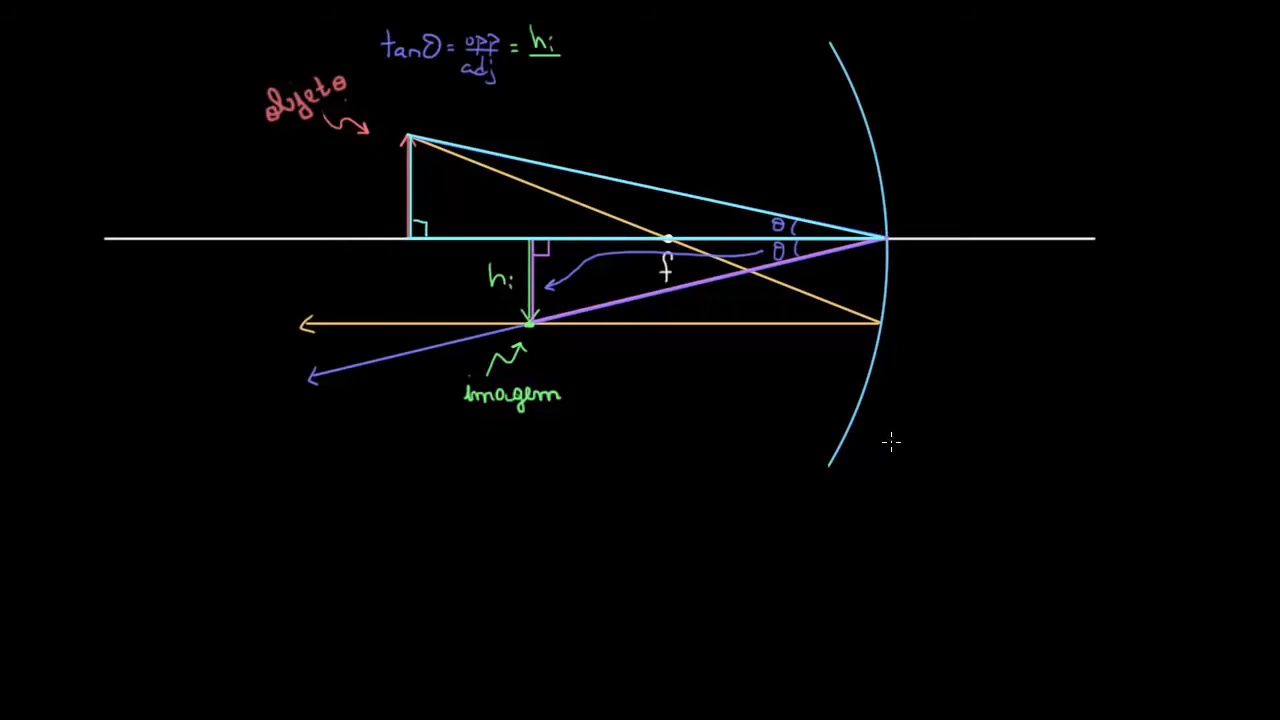 tanθ = opp/adj = hi
objeto
θ
θ
f
hi
imagem